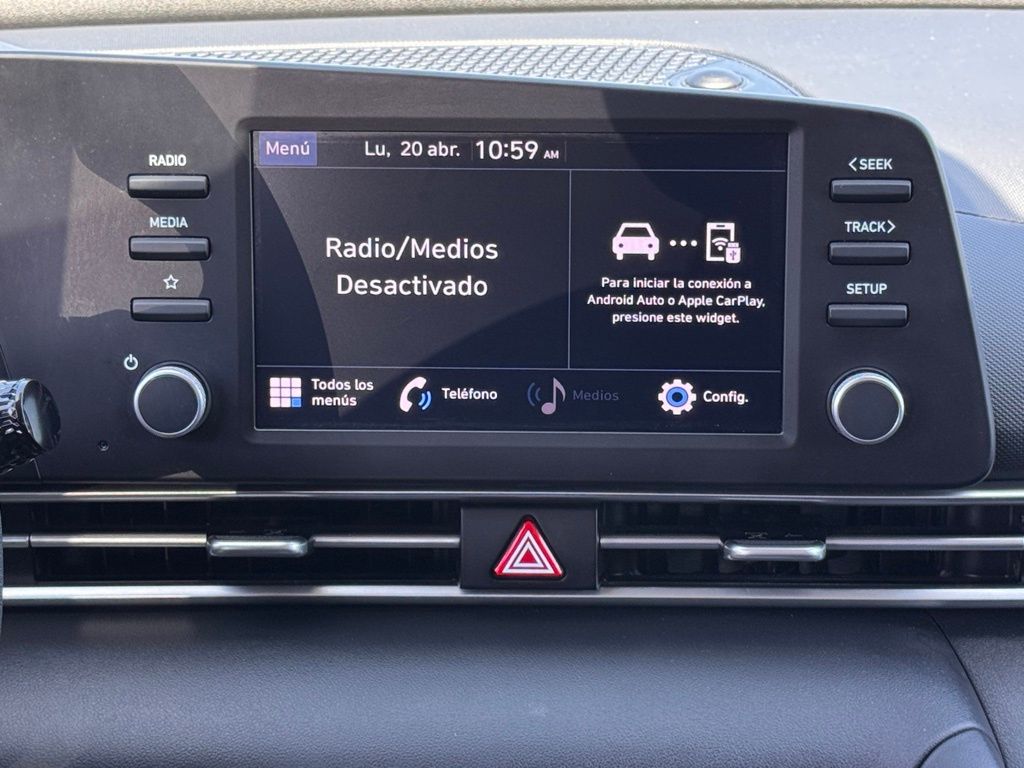 RADIO
MEDIA
Menú
Lu, 20 abr. 10:59 AM
Radio/Medios
Desactivado
Para iniciar la conexión a
Android Auto o Apple CarPlay,
presione este widget.
Todos los
menús
Teléfono
Medios
Config.
<SEEK
TRACK>
SETUP